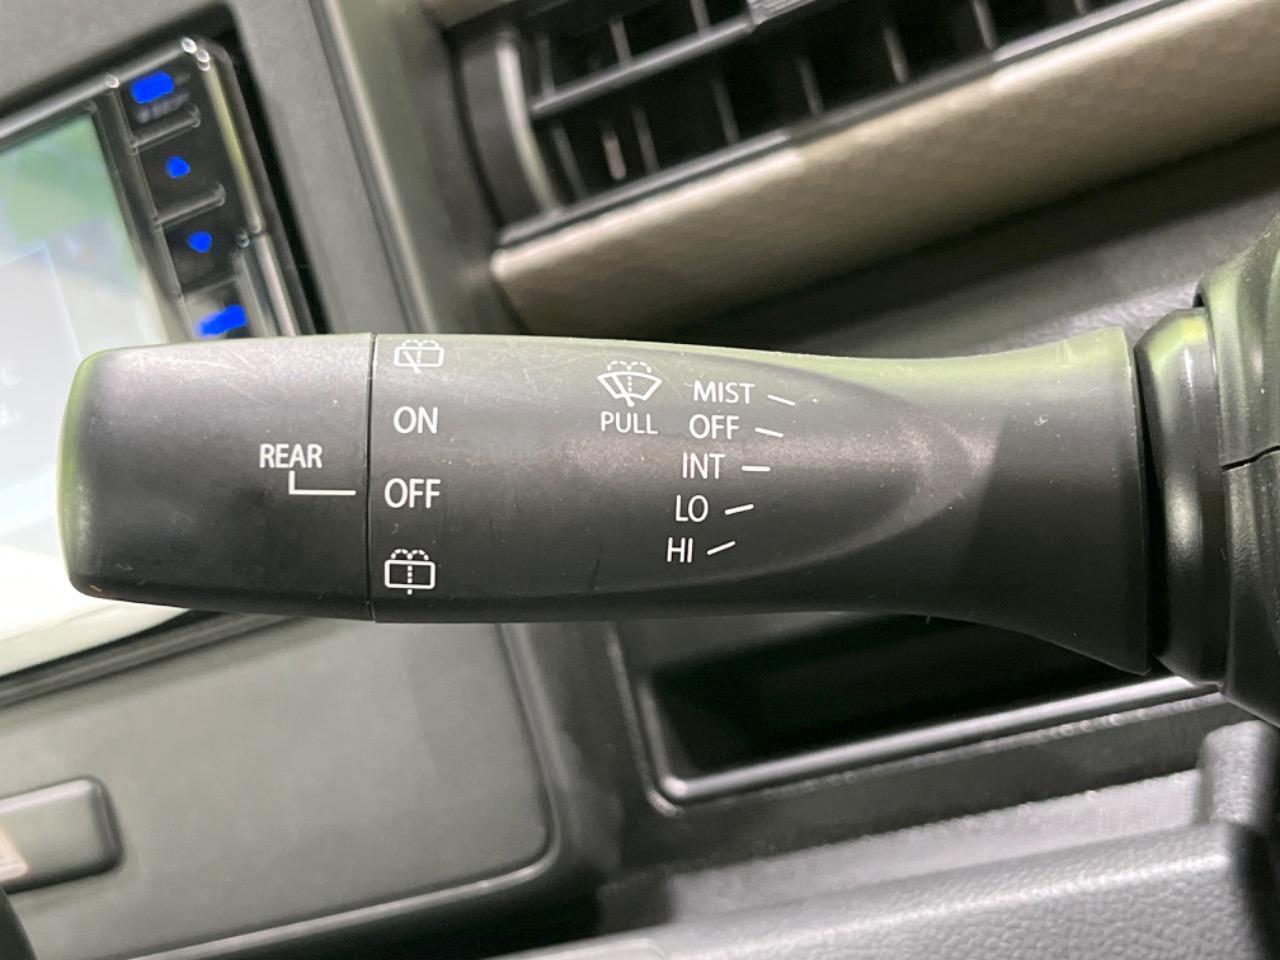 REAR
ON
OFF
PULL
MIST
OFF
INT
LO
HI